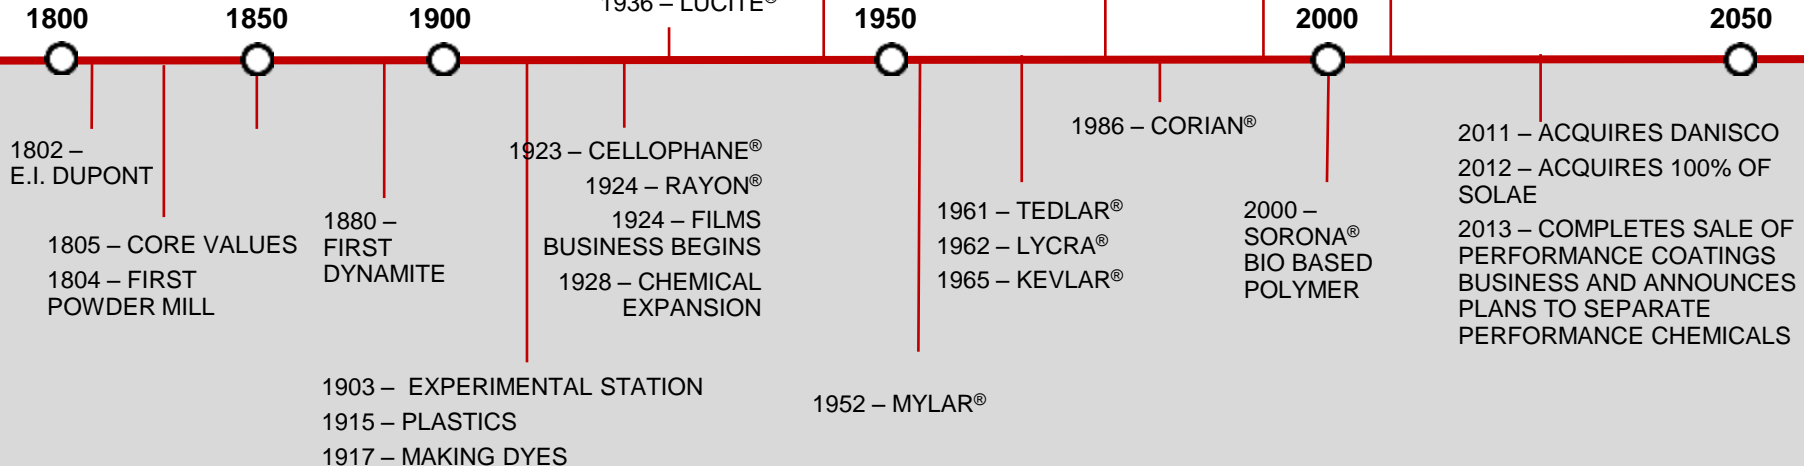 1936 – LUCITE®
1800
1850
1900
1950
2000
2050
1802 –
E.I. DUPONT
1805 – CORE VALUES
1804 – FIRST
POWDER MILL
1880 –
FIRST
DYNAMITE
1923 – CELLOPHANE®
1924 – RAYON®
1924 – FILMS
BUSINESS BEGINS
1928 – CHEMICAL
EXPANSION
1903 – EXPERIMENTAL STATION
1915 – PLASTICS
1917 – MAKING DYES
1952 – MYLAR®
1961 – TEDLAR®
1962 – LYCRA®
1965 – KEVLAR®
1986 – CORIAN®
2000 –
SORONA®
BIO BASED
POLYMER
2011 – ACQUIRES DANISCO
2012 – ACQUIRES 100% OF
SOLAE
2013 – COMPLETES SALE OF
PERFORMANCE COATINGS
BUSINESS AND ANNOUNCES
PLANS TO SEPARATE
PERFORMANCE CHEMICALS